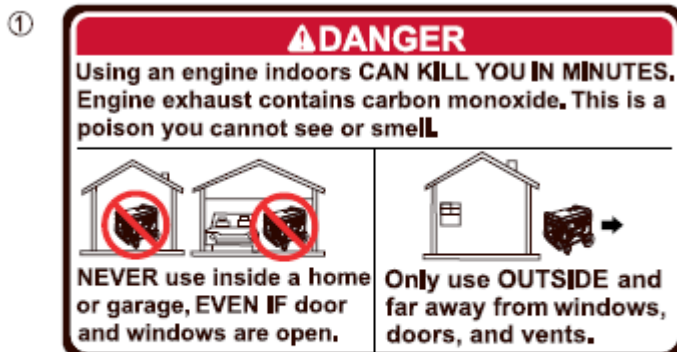 ①
⚠DANGER
Using an engine indoors CAN KILL YOU IN MINUTES.
Engine exhaust contains carbon monoxide. This is a
poison you cannot see or smell.
NEVER use inside a home
or garage, EVEN IF door
and windows are open.
Only use OUTSIDE and
far away from windows,
doors, and vents.